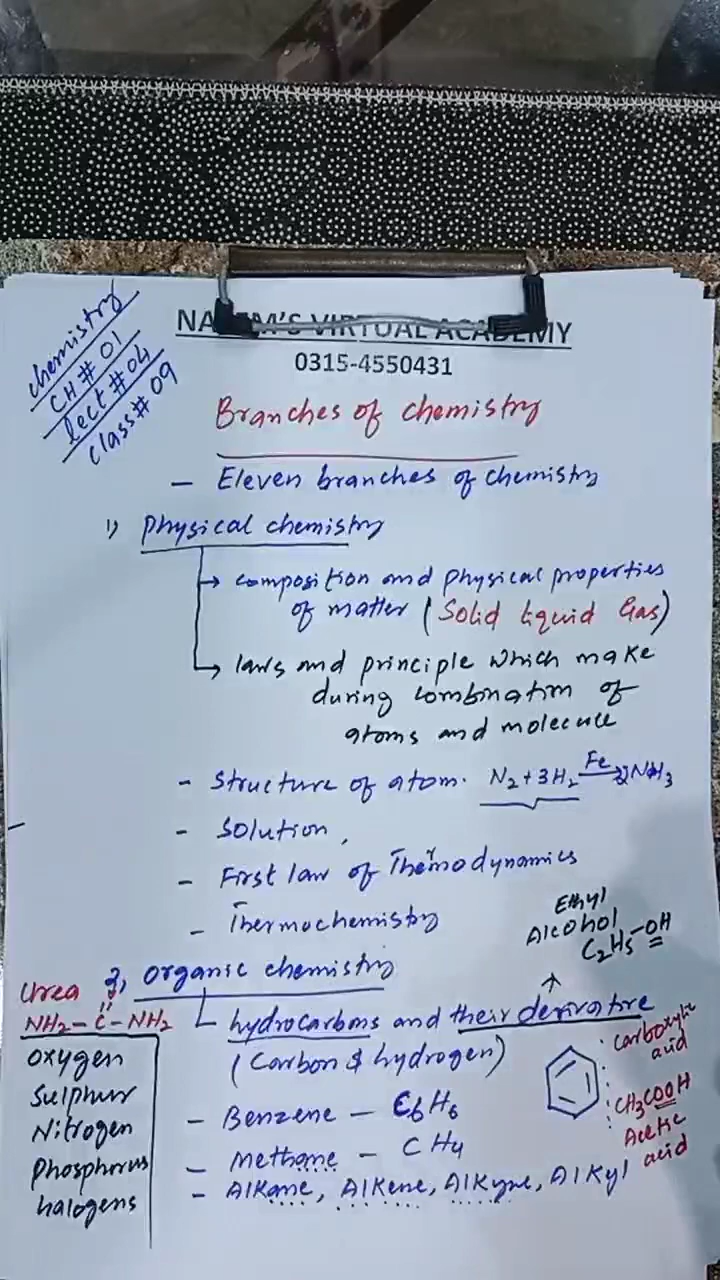 chemistry
CH # 01
lect # 04
class # 09
VIRTUAL ACADEMY
0315-4550431
Branches of chemistry
- Eleven branches of chemistry
1) Physical chemistry
→ composition and physical properties
of matter (Solid liquid Gas)
→ laws and principle which make
during combination of
atoms and molecule
- Structure of atom. N2 + 3H2 Fe→ 2NH3
- Solution,
- First law of Thermodynamics
- Thermochemistry
Ethyl
Alcohol
C2H5-OH
2, organic chemistry
hydrocarbons and their derivative
(Carbon & hydrogen)
- Benzene - C6H6
- Methane - CH4
- Alkane, Alkene, Alkyne, Alkyl
Urea
O
NH2-C-NH2
oxygen
Sulphur
Nitrogen
Phosphorus
halogens
Carboxylic
acid
CH3COOH
Acetic
acid